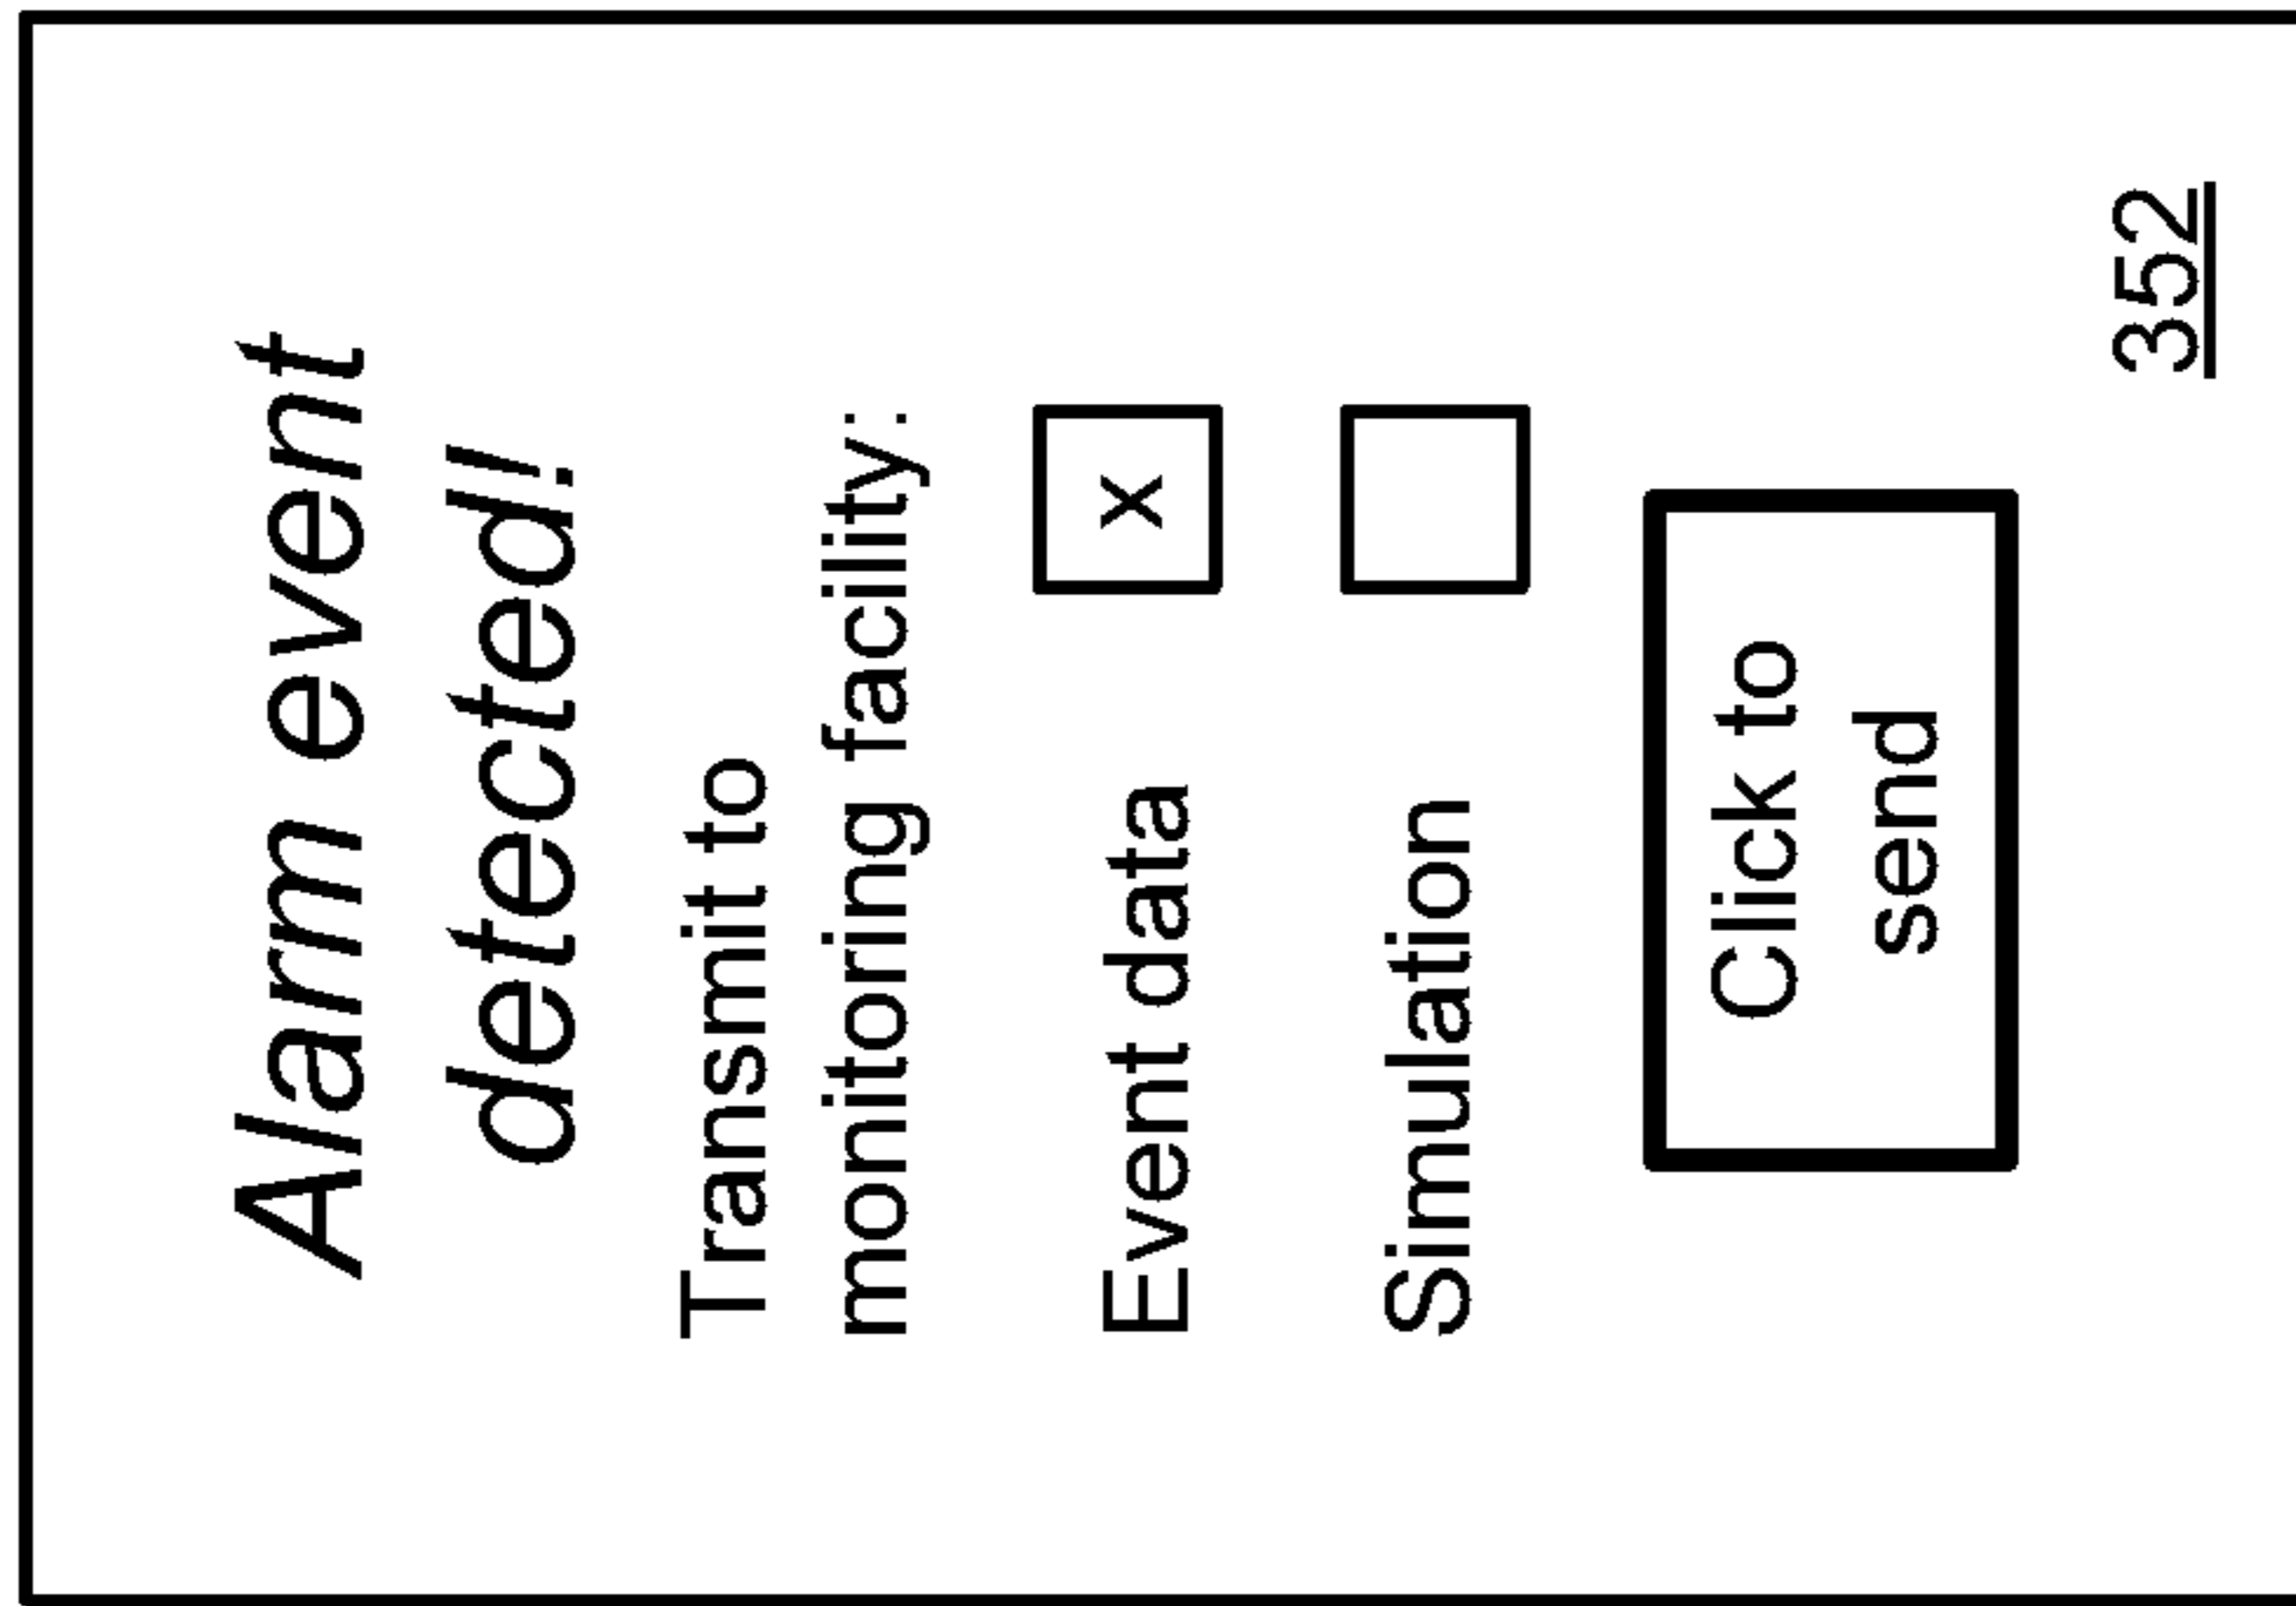 Alarm event
detected!
Transmit to
monitoring facility:
Event data x
Simulation
Click to
send
352